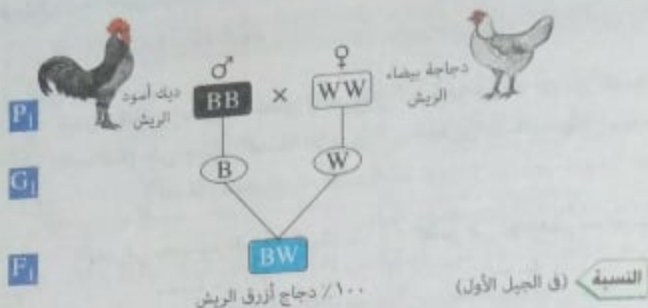 ♂ ♀
ديك أسود
الريش
BB × WW
دجاجة بيضاء
الريش
P1
B W
G1
BW
F1
١٠٠٪ دجاج أزرق الريش
النسبة (فى الجيل الأول)